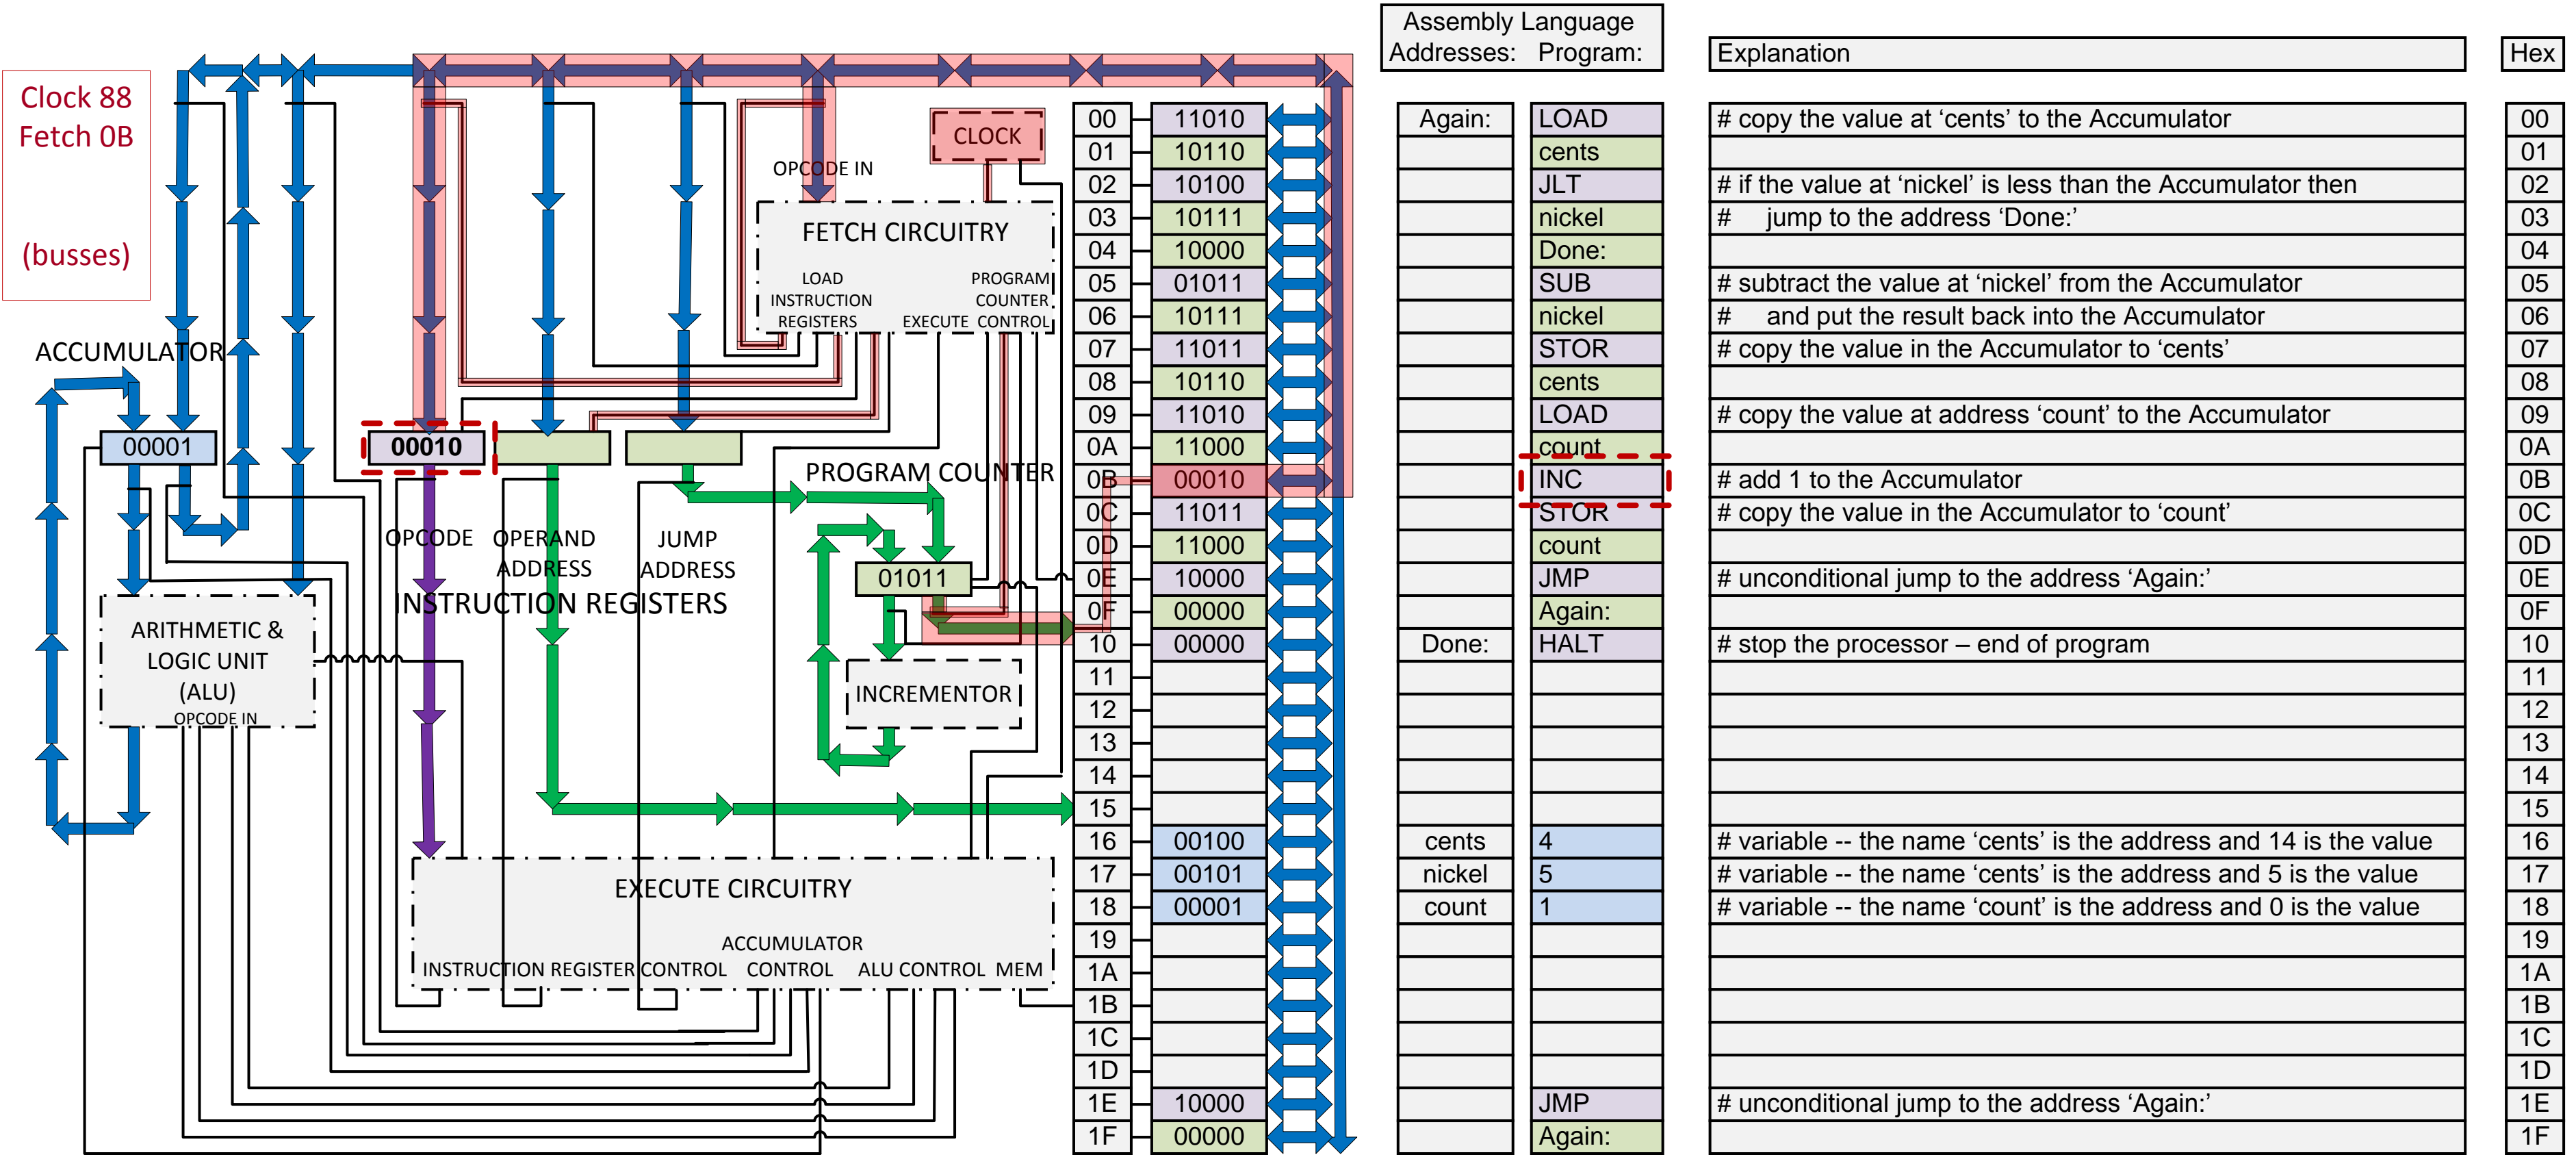 Assembly Language
Addresses: Program:
Explanation
Hex
Clock 88
Fetch 0B
(busses)
CLOCK
OPCODE IN
FETCH CIRCUITRY
LOAD
INSTRUCTION
REGISTERS
EXECUTE
PROGRAM
COUNTER
CONTROL
ACCUMULATOR
00001
00010
PROGRAM COUNTER
01011
OPCODE
OPERAND
ADDRESS
JUMP
ADDRESS
INSTRUCTION REGISTERS
ARITHMETIC &
LOGIC UNIT
(ALU)
OPCODE IN
INCREMENTOR
EXECUTE CIRCUITRY
INSTRUCTION REGISTER CONTROL
ACCUMULATOR
CONTROL
ALU CONTROL
MEM
00 11010 Again: LOAD # copy the value at ‘cents’ to the Accumulator 00
01 10110 cents 01
02 10100 JLT # if the value at ‘nickel’ is less than the Accumulator then 02
03 10111 nickel # jump to the address ‘Done:’ 03
04 10000 Done: 04
05 01011 SUB # subtract the value at ‘nickel’ from the Accumulator 05
06 10111 nickel # and put the result back into the Accumulator 06
07 11011 STOR # copy the value in the Accumulator to ‘cents’ 07
08 10110 cents 08
09 11010 LOAD # copy the value at address ‘count’ to the Accumulator 09
0A 11000 count 0A
0B 00010 INC # add 1 to the Accumulator 0B
0C 11011 STOR # copy the value in the Accumulator to ‘count’ 0C
0D 11000 count 0D
0E 10000 JMP # unconditional jump to the address ‘Again:’ 0E
0F 00000 Again: 0F
10 00000 Done: HALT # stop the processor – end of program 10
11 11
12 12
13 13
14 14
15 15
16 00100 cents 4 # variable -- the name ‘cents’ is the address and 14 is the value 16
17 00101 nickel 5 # variable -- the name ‘cents’ is the address and 5 is the value 17
18 00001 count 1 # variable -- the name ‘count’ is the address and 0 is the value 18
19 19
1A 1A
1B 1B
1C 1C
1D 1D
1E 10000 JMP # unconditional jump to the address ‘Again:’ 1E
1F 00000 Again: 1F